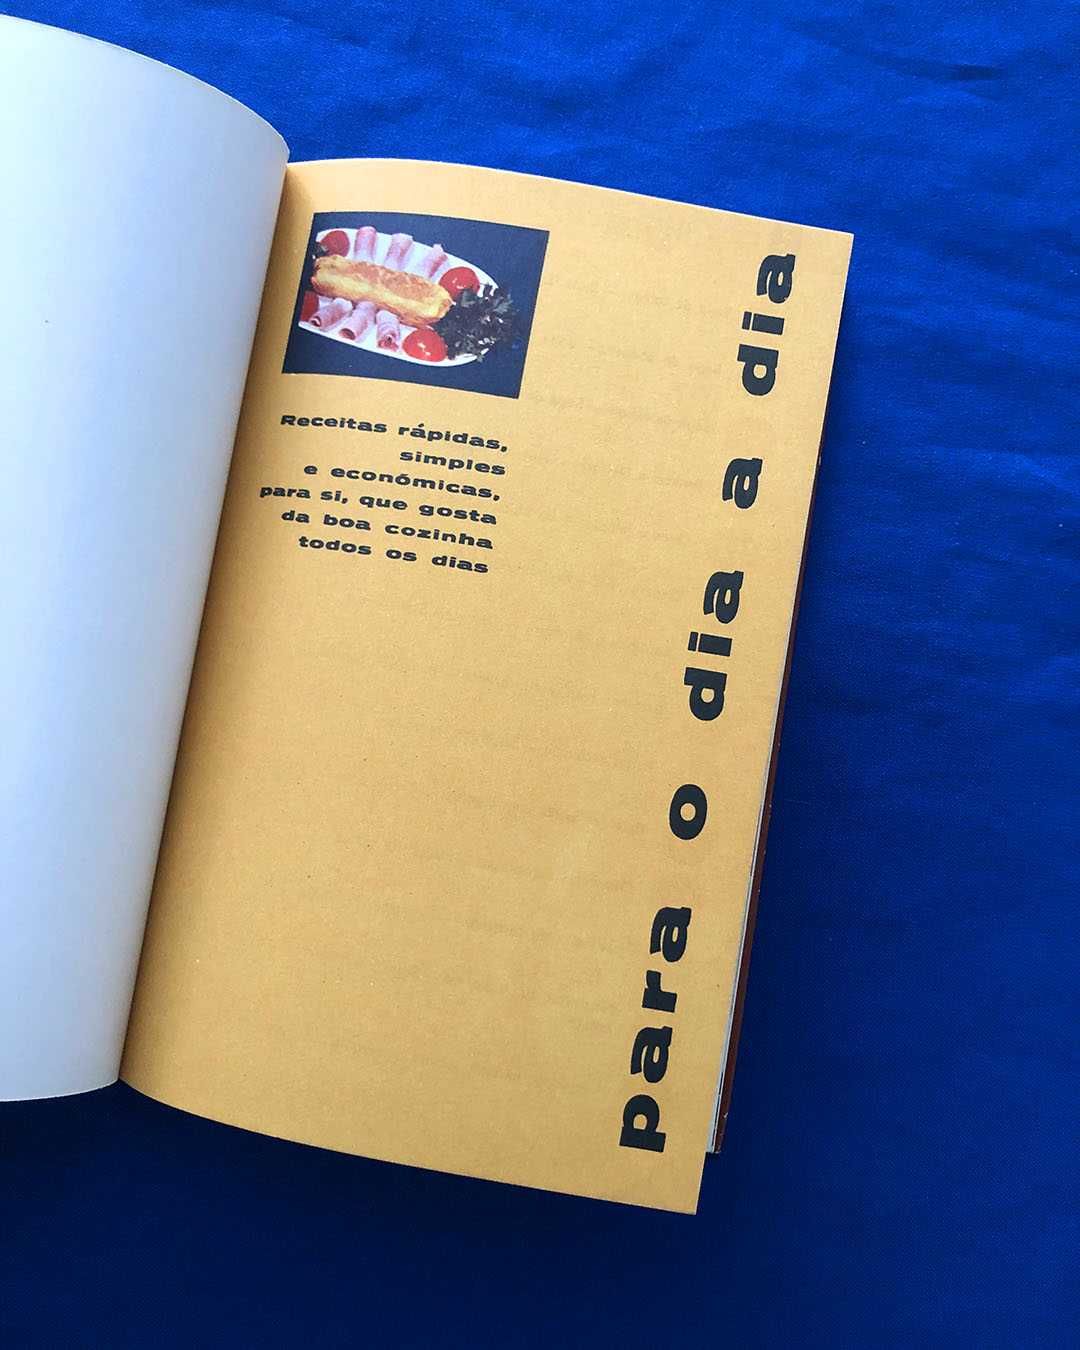 Receitas rápidas,
simples
e económicas,
para si, que gosta
da boa cozinha
todos os dias
para o dia a dia